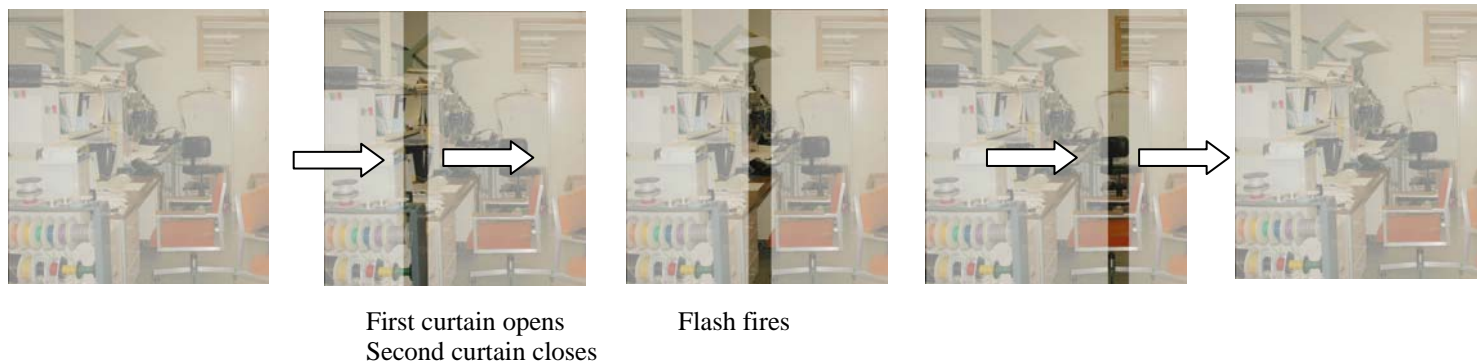 First curtain opens
Second curtain closes
Flash fires